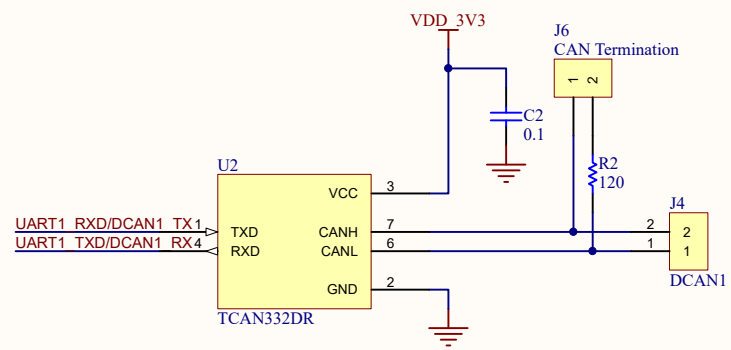 VDD_3V3
J6
CAN Termination
1 2
C2
0.1
U2
R2
120
VCC 3
J4
UART1_RXD/DCAN1_TX 1 TXD CANH 7 2 2
UART1_TXD/DCAN1_RX 4 RXD CANL 6 1 1
GND 2
DCAN1
TCAN332DR